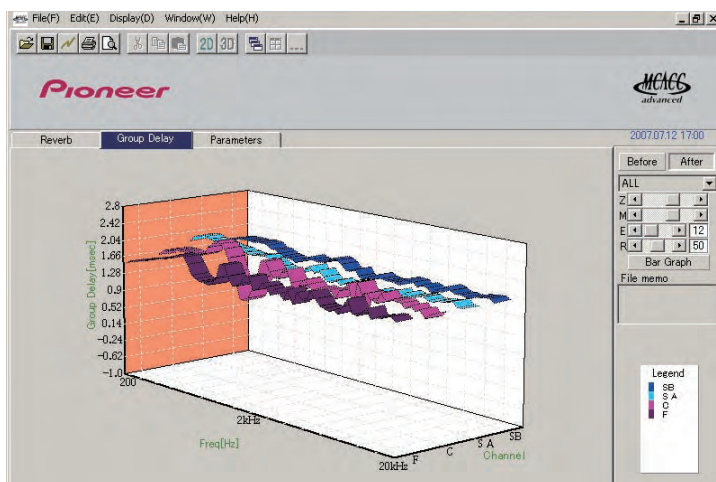 File(F) Edit(E) Display(D) Window(W) Help(H)
2D 3D ...
Pioneer
MCACC
advanced
Reverb Group Delay Parameters
2007.07.12 17:00
Before After
ALL
Z
M
E 12
R 50
Bar Graph
File memo
Group Delay[msec]
2.8
2.42
2.04
1.66
1.28
0.9
0.52
0.14
-0.24
-0.62
-1.0
200
2kHz
20kHz
Freq[Hz]
F
C
S A
SB
Channel
Legend
SB
S A
C
F